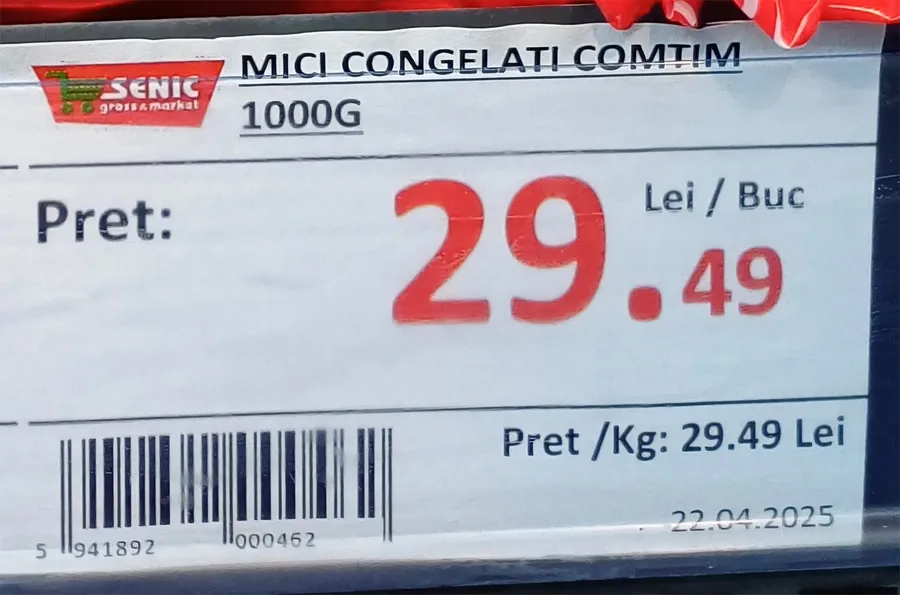 SENIC
gross & market
MICI CONGELATI COMTIM
1000G
Pret:
29.49
Lei / Buc
Pret /Kg: 29.49 Lei
5 941892 000462
22.04.2025